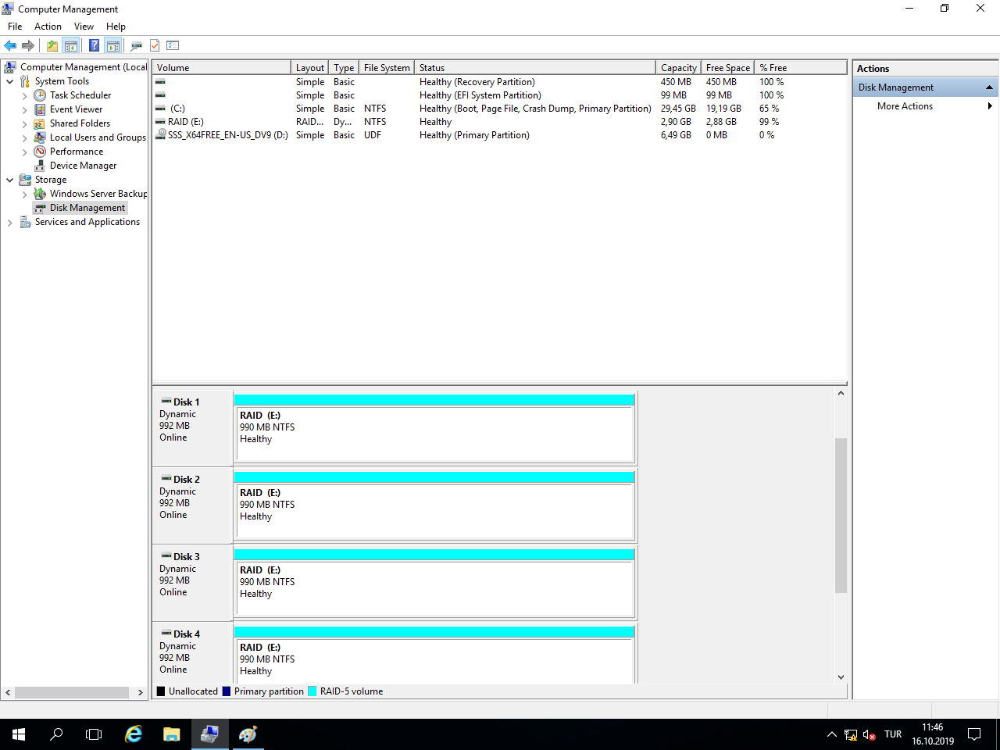 Computer Management
File Action View Help
Computer Management (Local
System Tools
Task Scheduler
Event Viewer
Shared Folders
Local Users and Groups
Performance
Device Manager
Storage
Windows Server Backup
Disk Management
Services and Applications
Volume Layout Type File System Status Capacity Free Space % Free
Simple Basic Healthy (Recovery Partition) 450 MB 450 MB 100 %
Simple Basic Healthy (EFI System Partition) 99 MB 99 MB 100 %
(C:) Simple Basic NTFS Healthy (Boot, Page File, Crash Dump, Primary Partition) 29,45 GB 19,19 GB 65 %
RAID (E:) RAID... Dy... NTFS Healthy 2,90 GB 2,88 GB 99 %
SSS_X64FREE_EN-US_DV9 (D:) Simple Basic UDF Healthy (Primary Partition) 6,49 GB 0 MB 0 %
Disk 1
Dynamic
992 MB
Online
RAID (E:)
990 MB NTFS
Healthy
Disk 2
Dynamic
992 MB
Online
RAID (E:)
990 MB NTFS
Healthy
Disk 3
Dynamic
992 MB
Online
RAID (E:)
990 MB NTFS
Healthy
Disk 4
Dynamic
992 MB
Online
RAID (E:)
990 MB NTFS
Healthy
Unallocated Primary partition RAID-5 volume
Actions
Disk Management
More Actions
TUR
11:46
16.10.2019